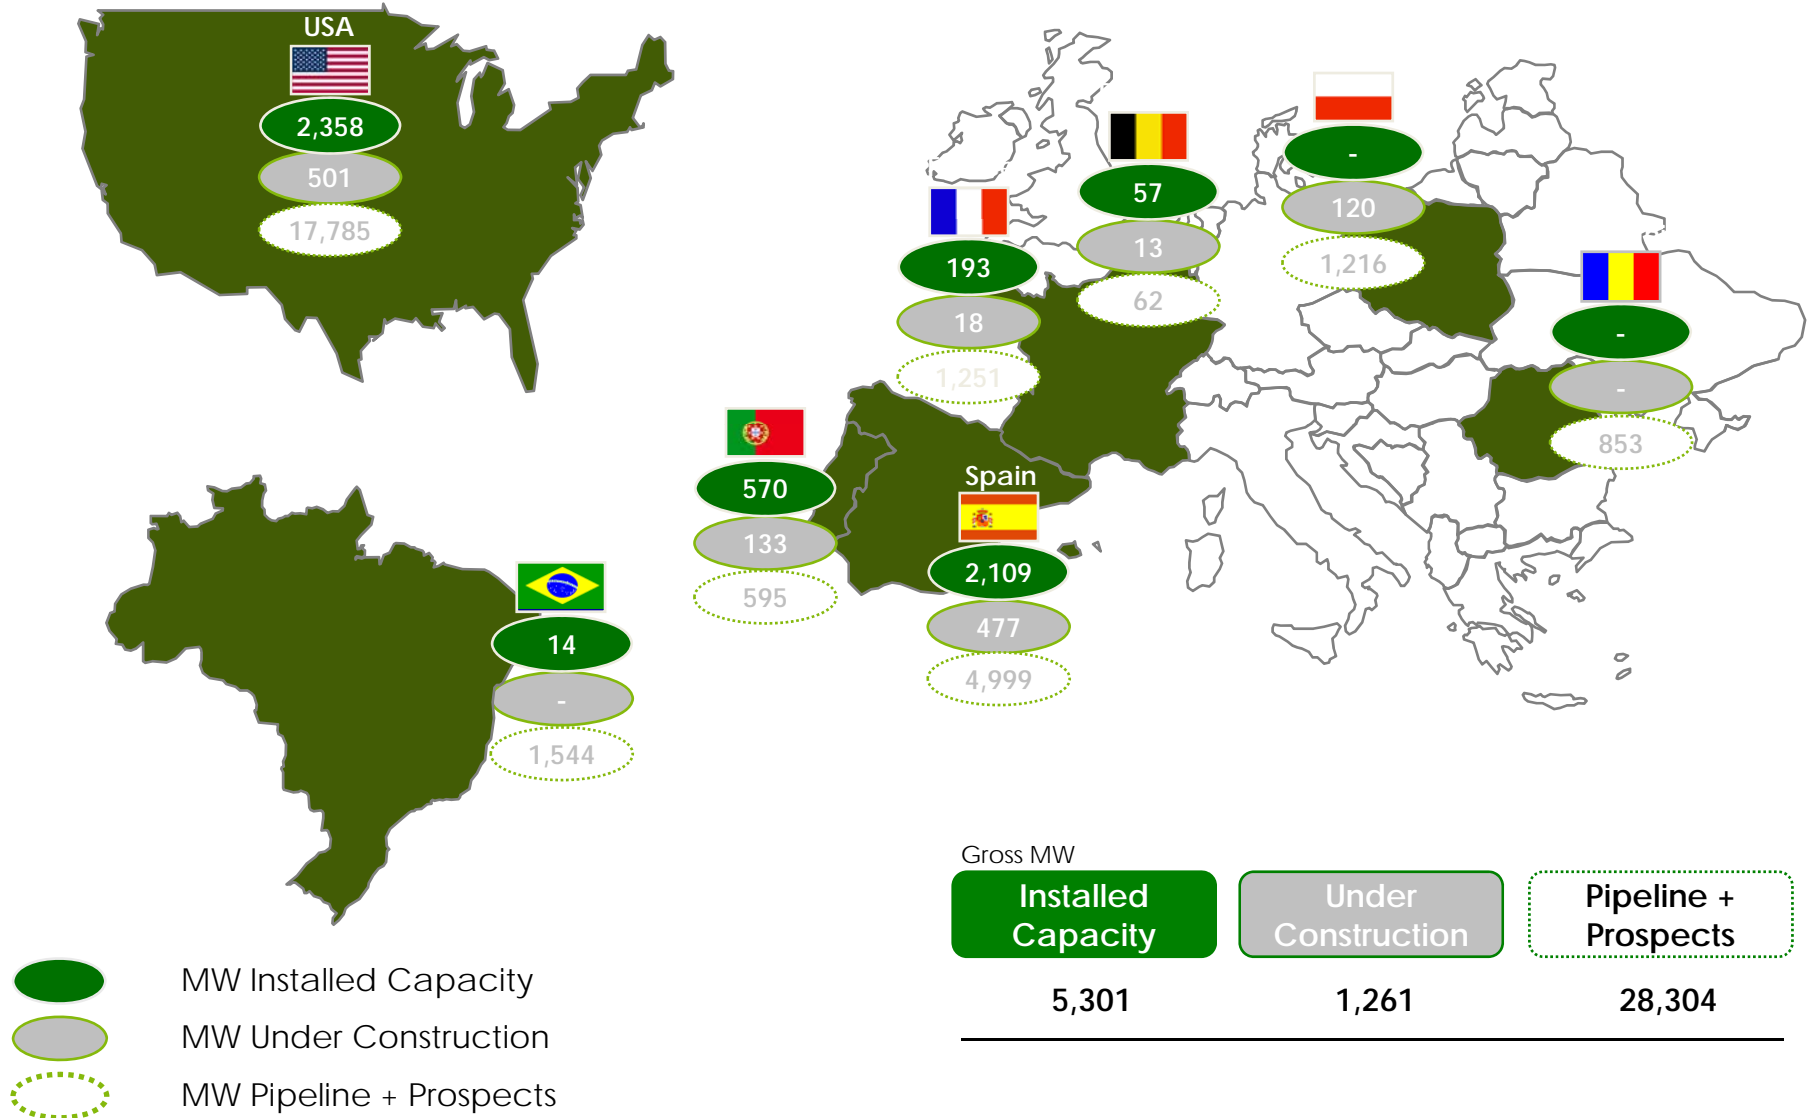 USA
2,358
501
17,785
57
13
62
-
120
1,216
193
18
1,251
-
-
853
570
133
595
Spain
2,109
477
4,999
14
-
1,544
Gross MW
Installed
Capacity
Under
Construction
Pipeline +
Prospects
5,301
1,261
28,304
MW Installed Capacity
MW Under Construction
MW Pipeline + Prospects